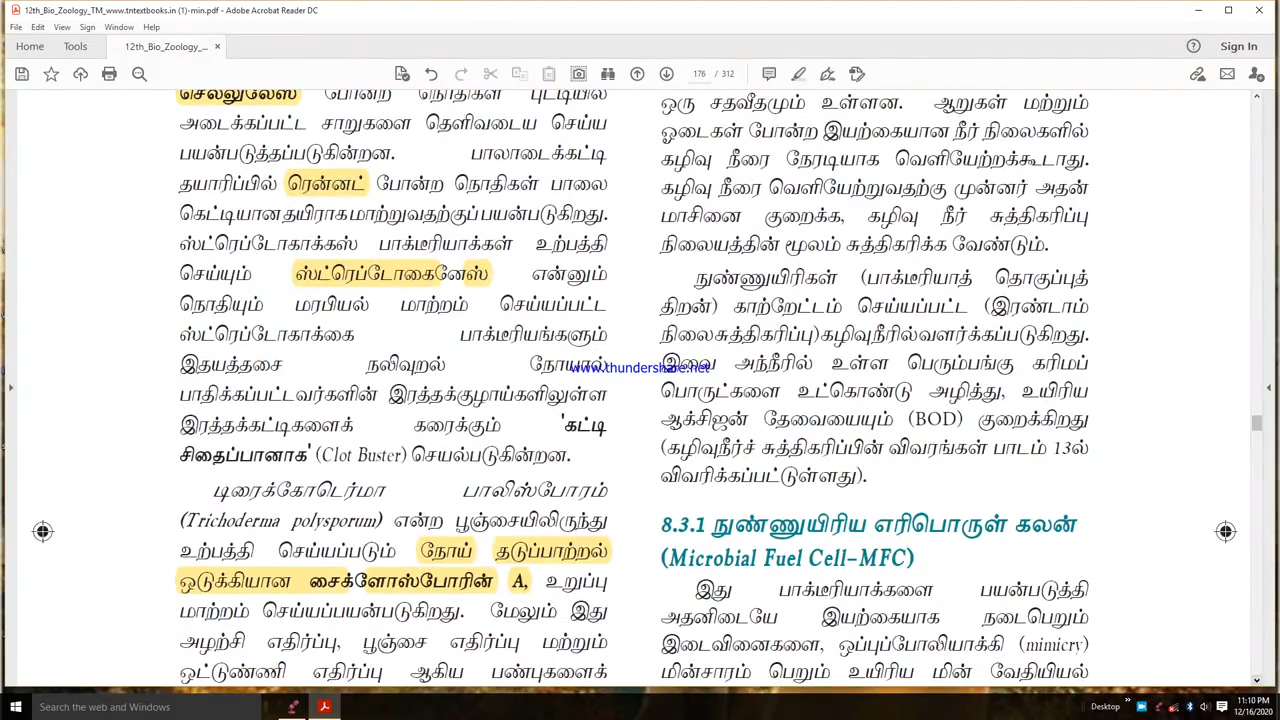 12th_Bio_Zoology_TM_www.tntextbooks.in (1)-min.pdf - Adobe Acrobat Reader DC
File Edit View Sign Window Help
Home Tools 12th_Bio_Zoology_... × Sign In
176 / 312
செல்லுலேஸ் போன்ற நொதிகள் புட்டியில்
அடைக்கப்பட்ட சாறுகளை தெளிவடைய செய்ய
பயன்படுத்தப்படுகின்றன. பாலாடைக்கட்டி
தயாரிப்பில் ரென்னட் போன்ற நொதிகள் பாலை
கெட்டியான தயிராக மாற்றுவதற்குப் பயன்படுகிறது.
ஸ்ட்ரெப்டோகாக்கஸ் பாக்டீரியாக்கள் உற்பத்தி
செய்யும் ஸ்ட்ரெப்டோகைனேஸ் என்னும்
நொதியும் மரபியல் மாற்றம் செய்யப்பட்ட
ஸ்ட்ரெப்டோகாக்கை பாக்டீரியங்களும்
இதயத்தசை நலிவுறல் நோயால்
பாதிக்கப்பட்டவர்களின் இரத்தக்குழாய்களிலுள்ள
இரத்தக்கட்டிகளைக் கரைக்கும் 'கட்டி
சிதைப்பானாக' (Clot Buster) செயல்படுகின்றன.
டிரைக்கோடெர்மா பாலிஸ்போரம்
(Trichoderma polysporum) என்ற பூஞ்சையிலிருந்து
உற்பத்தி செய்யப்படும் நோய் தடுப்பாற்றல்
ஒடுக்கியான சைக்ளோஸ்போரின் A, உறுப்பு
மாற்றம் செய்யப்பயன்படுகிறது. மேலும் இது
அழற்சி எதிர்ப்பு, பூஞ்சை எதிர்ப்பு மற்றும்
ஒட்டுண்ணி எதிர்ப்பு ஆகிய பண்புகளைக்
ஒரு சதவீதமும் உள்ளன. ஆறுகள் மற்றும்
ஓடைகள் போன்ற இயற்கையான நீர் நிலைகளில்
கழிவு நீரை நேரடியாக வெளியேற்றக்கூடாது.
கழிவு நீரை வெளியேற்றுவதற்கு முன்னர் அதன்
மாசினை குறைக்க, கழிவு நீர் சுத்திகரிப்பு
நிலையத்தின் மூலம் சுத்திகரிக்க வேண்டும்.
நுண்ணுயிரிகள் (பாக்டீரியாத் தொகுப்புத்
திறன்) காற்றேட்டம் செய்யப்பட்ட (இரண்டாம்
நிலைசுத்திகரிப்பு)கழிவுநீரில்வளர்க்கப்படுகிறது.
இவை அந்நீரில் உள்ள பெரும்பங்கு கரிமப்
பொருட்களை உட்கொண்டு அழித்து, உயிரிய
ஆக்சிஜன் தேவையையும் (BOD) குறைக்கிறது
(கழிவுநீர்ச் சுத்திகரிப்பின் விவரங்கள் பாடம் 13ல்
விவரிக்கப்பட்டுள்ளது).
8.3.1 நுண்ணுயிரிய எரிபொருள் கலன்
(Microbial Fuel Cell-MFC)
இது பாக்டீரியாக்களை பயன்படுத்தி
அதனிடையே இயற்கையாக நடைபெறும்
இடைவினைகளை, ஒப்புப்போலியாக்கி (mimicry)
மின்சாரம் பெறும் உயிரிய மின் வேதியியல்
www.thundershare.net
Search the web and Windows
Desktop
11:10 PM
12/16/2020